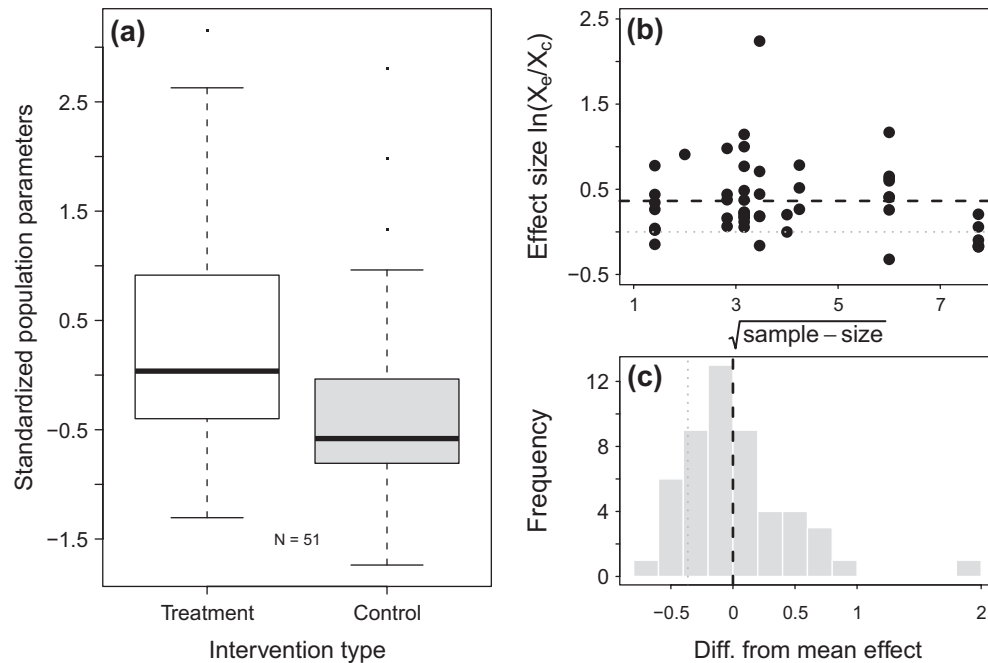 (a)
Standardized population parameters
2.5
1.5
0.5
−0.5
−1.5
N = 51
Treatment
Control
Intervention type
(b)
Effect size ln(Xe/Xc)
2.5
1.5
0.5
−0.5
1
3
5
7
√sample − size
(c)
Frequency
12
8
4
0
−0.5
0
0.5
1
2
Diff. from mean effect